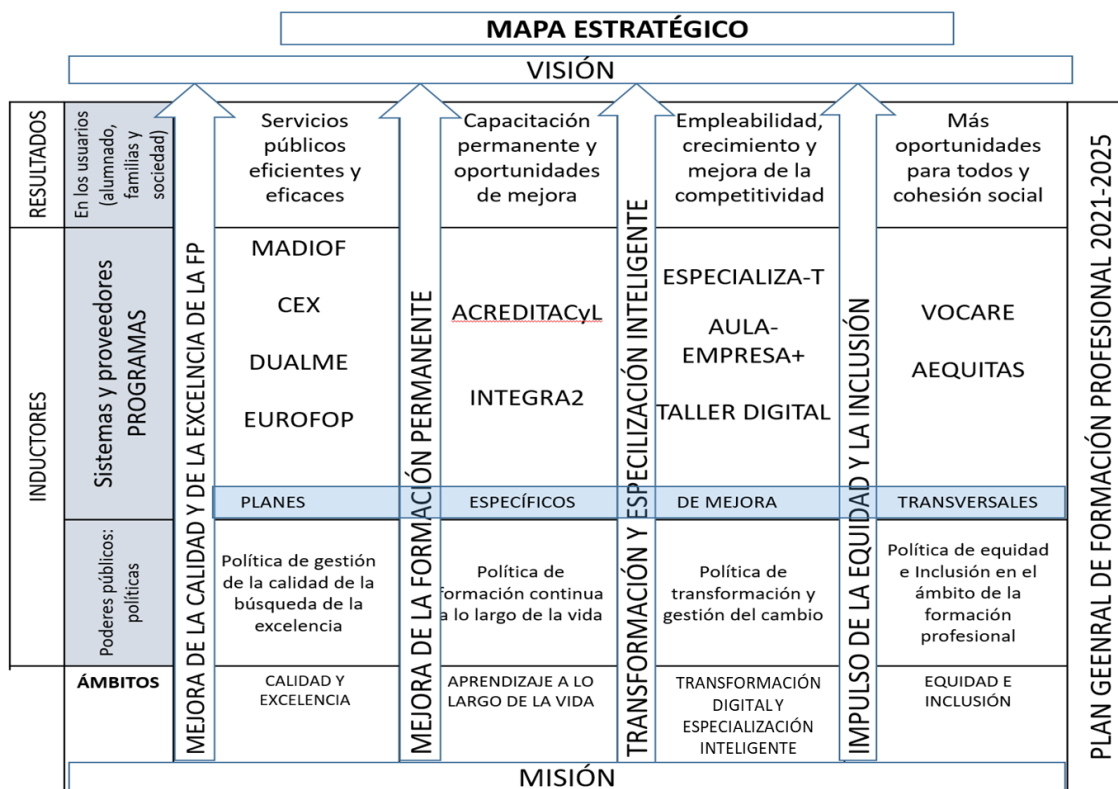 MAPA ESTRATÉGICO
VISIÓN
RESULTADOS
En los usuarios
(alumnado,
familias y
sociedad)
Servicios
públicos
eficientes y
eficaces
Capacitación
permanente y
oportunidades
de mejora
Empleabilidad,
crecimiento y
mejora de la
competitividad
Más
oportunidades
para todos y
cohesión social
INDUCTORES
Sistemas y proveedores
PROGRAMAS
MADIOF
CEX
DUALME
EUROFOP
ACREDITACyL
INTEGRA2
ESPECIALIZA-T
AULA-
EMPRESA+
TALLER DIGITAL
VOCARE
AEQUITAS
PLANES
ESPECÍFICOS
DE MEJORA
TRANSVERSALES
Poderes públicos:
políticas
Política de gestión
de la calidad de la
búsqueda de la
excelencia
Política de
formación continua
a lo largo de la vida
Política de
transformación y
gestión del cambio
Política de equidad
e Inclusión en el
ámbito de la
formación
profesional
ÁMBITOS
CALIDAD Y
EXCELENCIA
APRENDIZAJE A LO
LARGO DE LA VIDA
TRANSFORMACIÓN
DIGITAL Y
ESPECIALIZACIÓN
INTELIGENTE
EQUIDAD E
INCLUSIÓN
MEJORA DE LA CALIDAD Y DE LA EXCELNCIA DE LA FP
MEJORA DE LA FORMACIÓN PERMANENTE
TRANSFORMACIÓN Y ESPECILIZACIÓN INTELIGENTE
IMPULSO DE LA EQUIDAD Y LA INCLUSIÓN
PLAN GEENRAL DE FORMACIÓN PROFESIONAL 2021-2025
MISIÓN